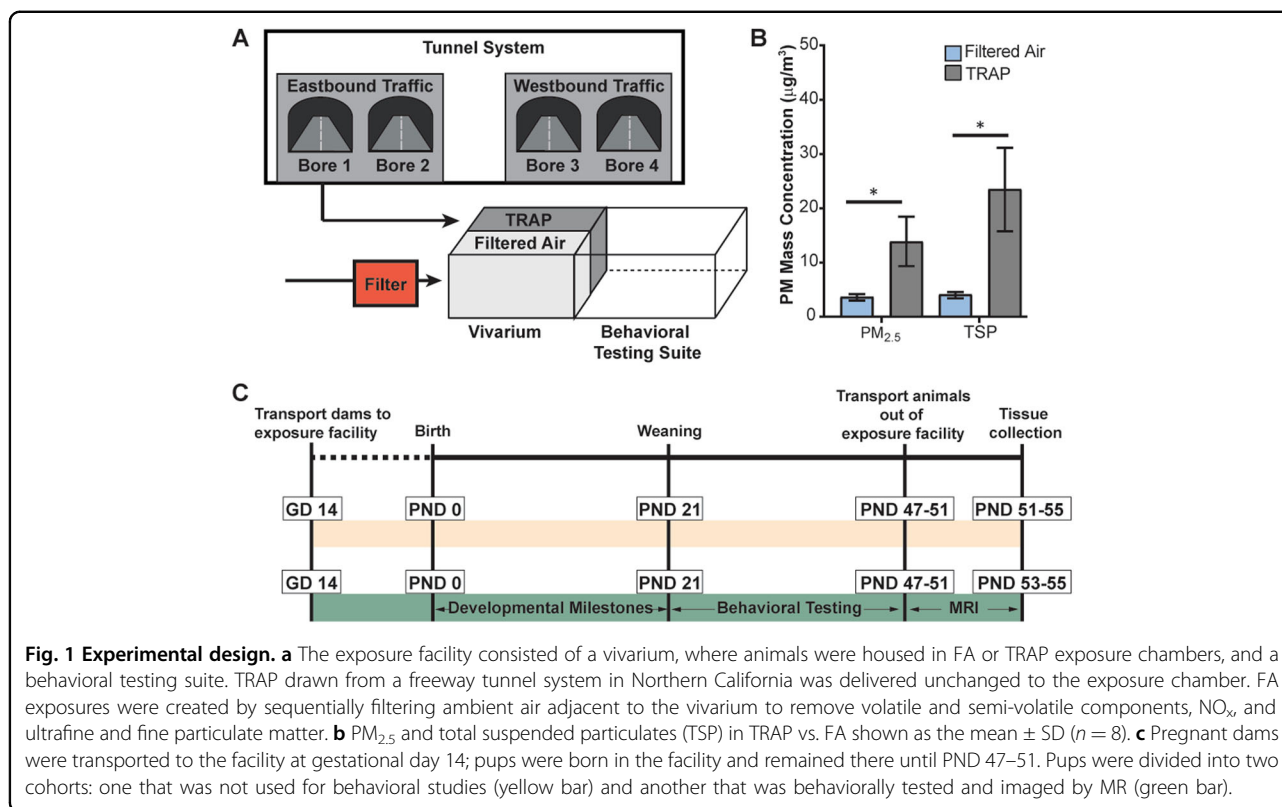 A
Tunnel System
Eastbound Traffic
Westbound Traffic
Bore 1
Bore 2
Bore 3
Bore 4
TRAP
Filtered Air
Filter
Vivarium
Behavioral
Testing Suite
B
Filtered Air
TRAP
PM Mass Concentration (μg/m³)
50
40
30
20
10
0
*
*
PM₂.₅
TSP
C
Transport dams to
exposure facility
Birth
Weaning
Transport animals
out of
exposure facility
Tissue
collection
GD 14
PND 0
PND 21
PND 47-51
PND 51-55
GD 14
PND 0
PND 21
PND 47-51
PND 53-55
Developmental Milestones
Behavioral Testing
MRI
Fig. 1 Experimental design. a The exposure facility consisted of a vivarium, where animals were housed in FA or TRAP exposure chambers, and a
behavioral testing suite. TRAP drawn from a freeway tunnel system in Northern California was delivered unchanged to the exposure chamber. FA
exposures were created by sequentially filtering ambient air adjacent to the vivarium to remove volatile and semi-volatile components, NOₓ, and
ultrafine and fine particulate matter. b PM₂.₅ and total suspended particulates (TSP) in TRAP vs. FA shown as the mean ± SD (n = 8). c Pregnant dams
were transported to the facility at gestational day 14; pups were born in the facility and remained there until PND 47–51. Pups were divided into two
cohorts: one that was not used for behavioral studies (yellow bar) and another that was behaviorally tested and imaged by MR (green bar).